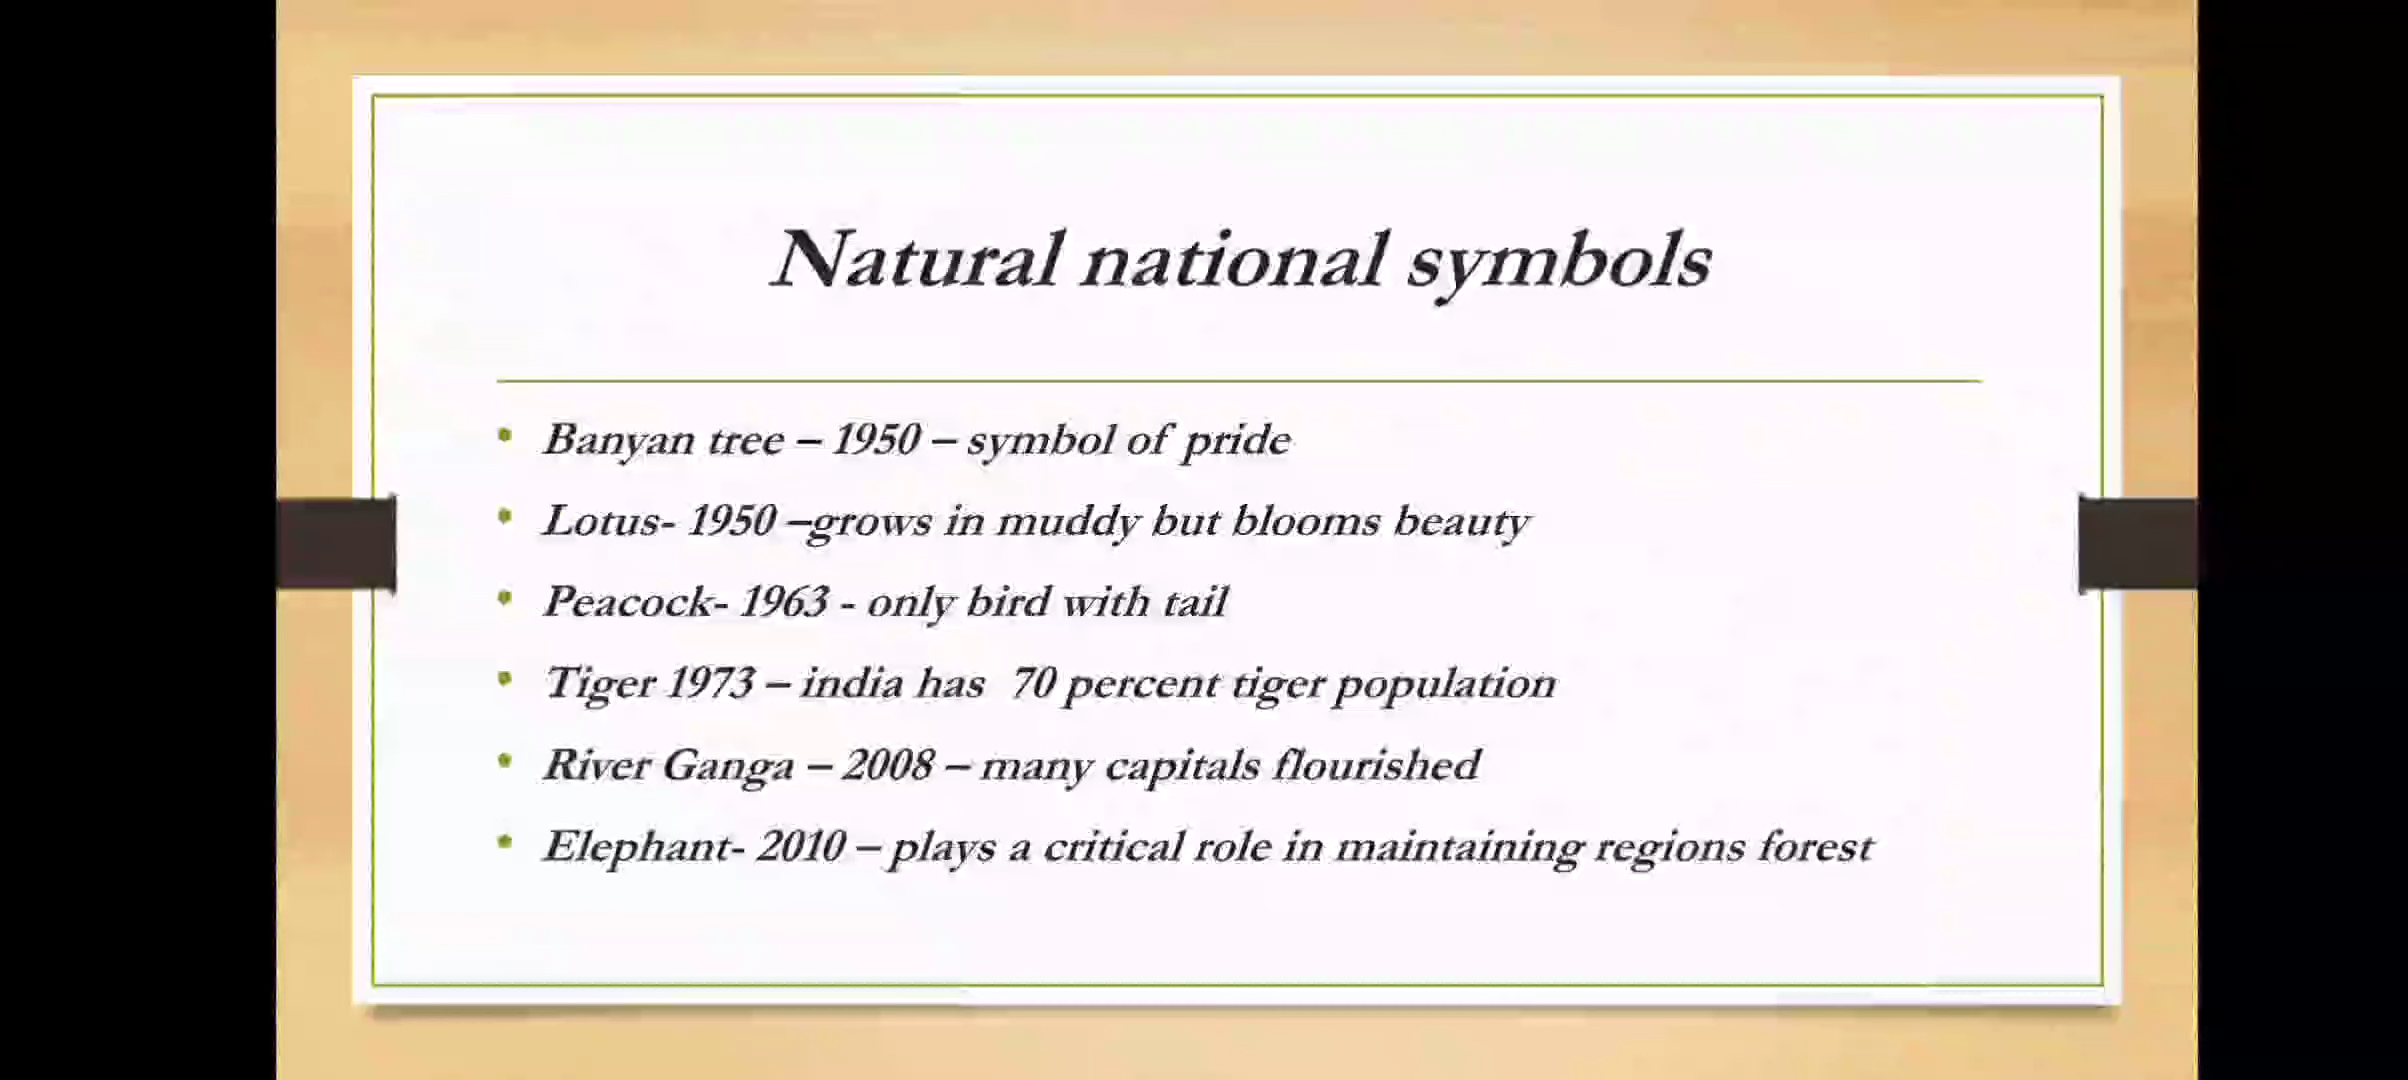 Natural national symbols
• Banyan tree – 1950 – symbol of pride
• Lotus- 1950 –grows in muddy but blooms beauty
• Peacock- 1963 - only bird with tail
• Tiger 1973 – india has  70 percent tiger population
• River Ganga – 2008 – many capitals flourished
• Elephant- 2010 – plays a critical role in maintaining regions forest